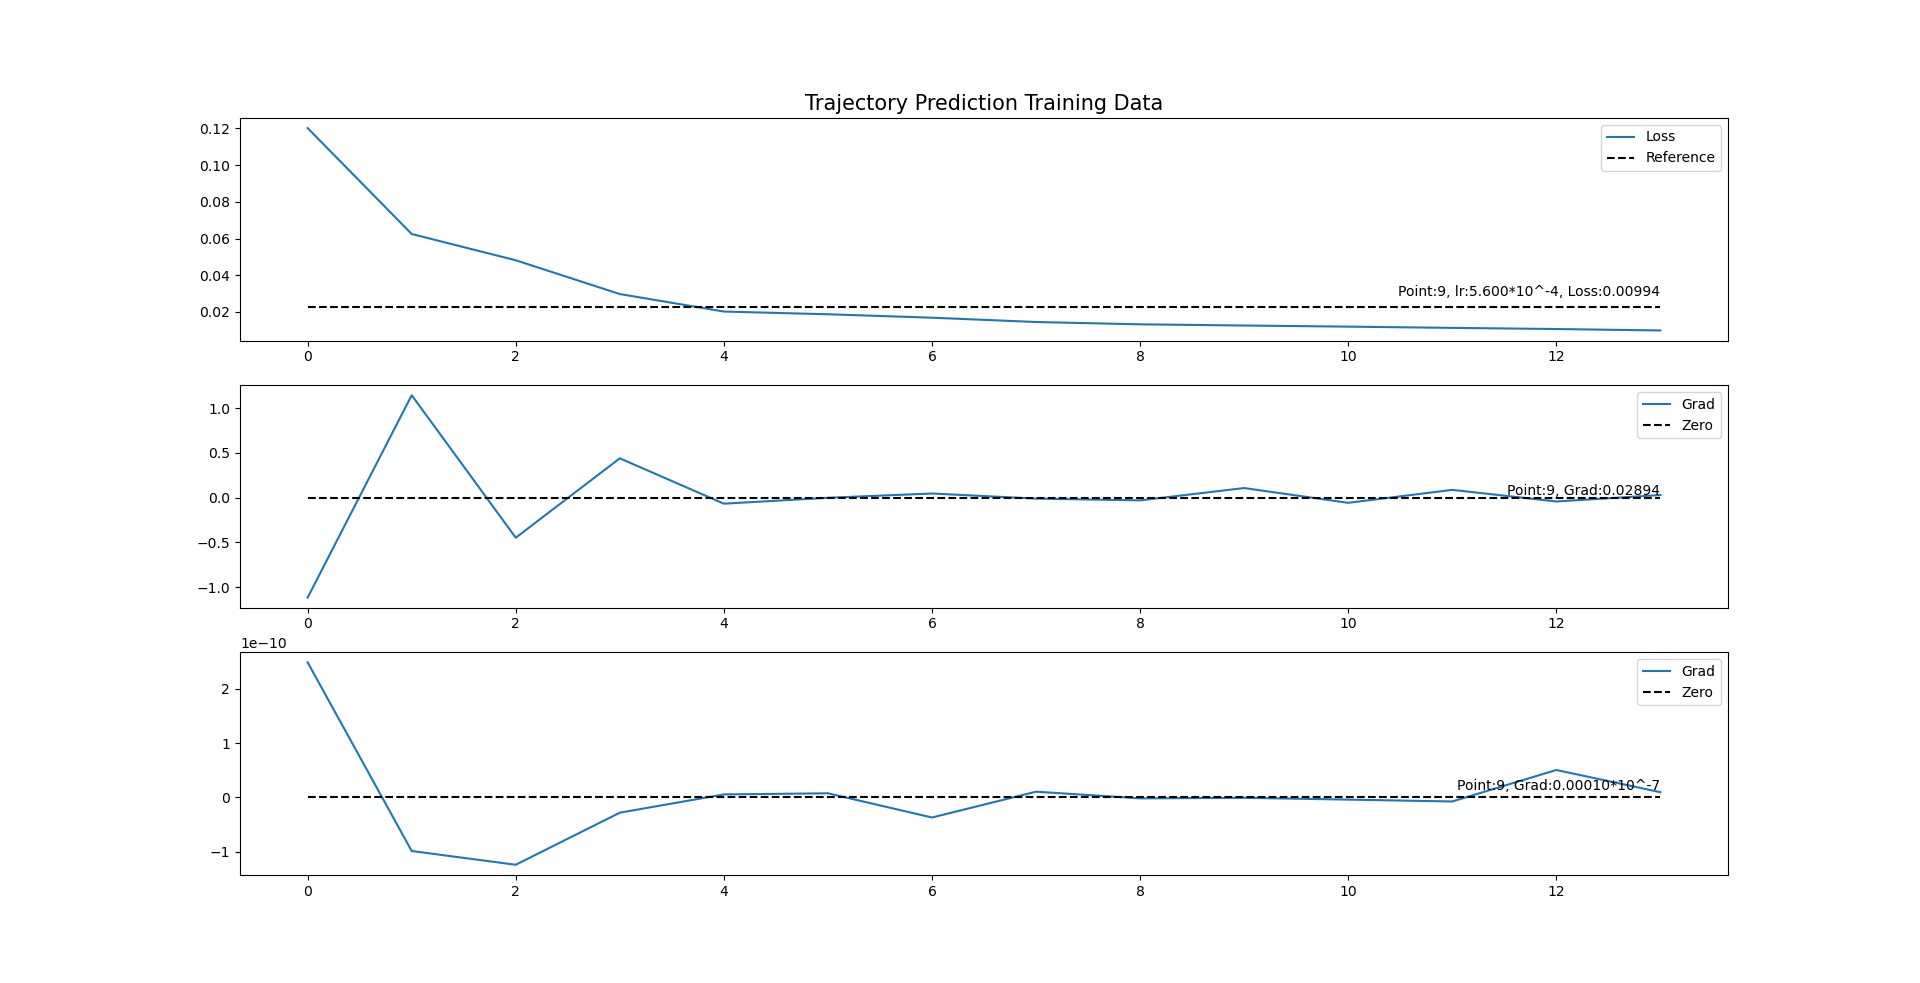 Trajectory Prediction Training Data
0.12
0.10
0.08
0.06
0.04
0.02
Loss
Reference
Point:9, lr:5.600*10^-4, Loss:0.00994
0 2 4 6 8 10 12
1.0
0.5
0.0
−0.5
−1.0
Grad
Zero
Point:9, Grad:0.02894
0 2 4 6 8 10 12
1e−10
2
1
0
−1
Grad
Zero
Point:9, Grad:0.00010*10^-7
0 2 4 6 8 10 12